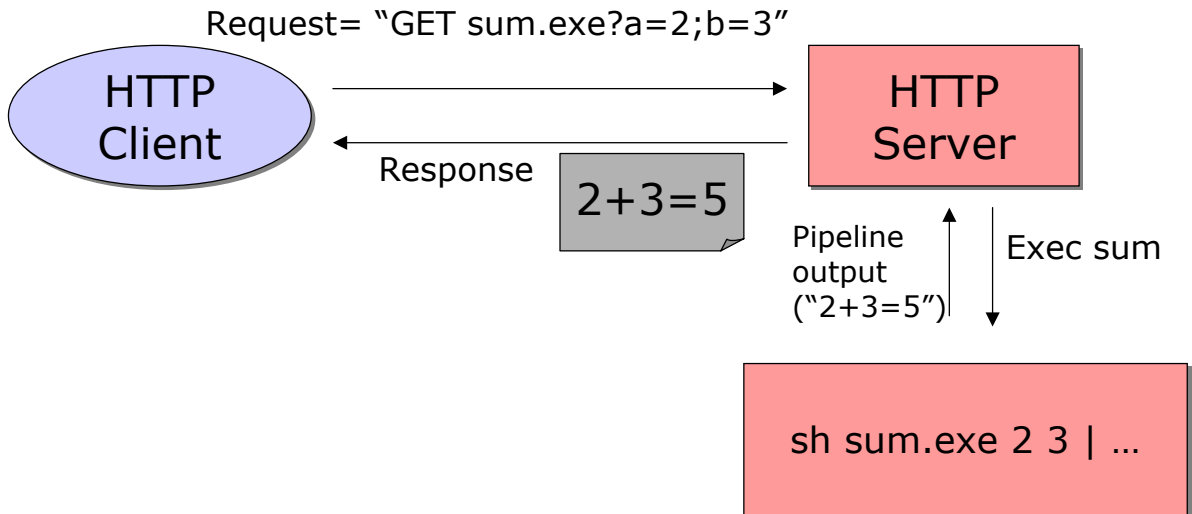 Request= “GET sum.exe?a=2;b=3”
HTTP
Client
HTTP
Server
Response
2+3=5
Pipeline
output
(“2+3=5”)
Exec sum
sh sum.exe 2 3 | …